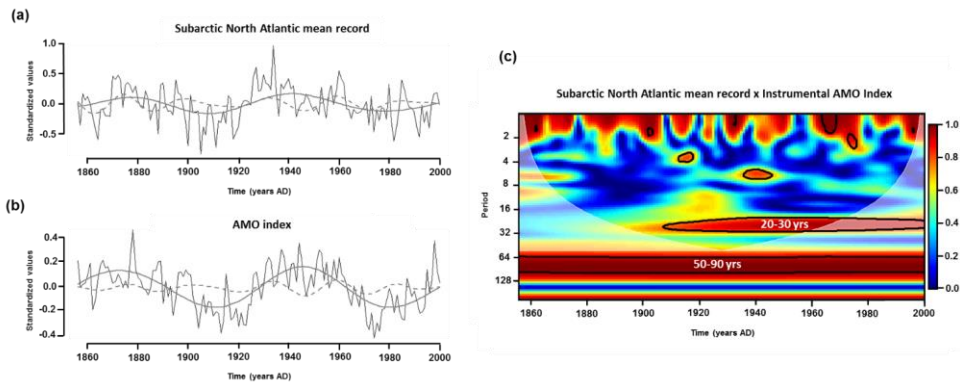 (a)
Subarctic North Atlantic mean record
Standardized values
1.0
0.5
0.0
-0.5
1860 1880 1900 1920 1940 1960 1980 2000
Time (years AD)
(b)
AMO index
Standardized values
0.4
0.2
0.0
-0.2
-0.4
1860 1880 1900 1920 1940 1960 1980 2000
Time (years AD)
(c)
Subarctic North Atlantic mean record x Instrumental AMO Index
Period
2
4
8
16
32
64
128
20-30 yrs
50-90 yrs
1.0
0.8
0.6
0.4
0.2
0.0
1860 1880 1900 1920 1940 1960 1980 2000
Time (years AD)